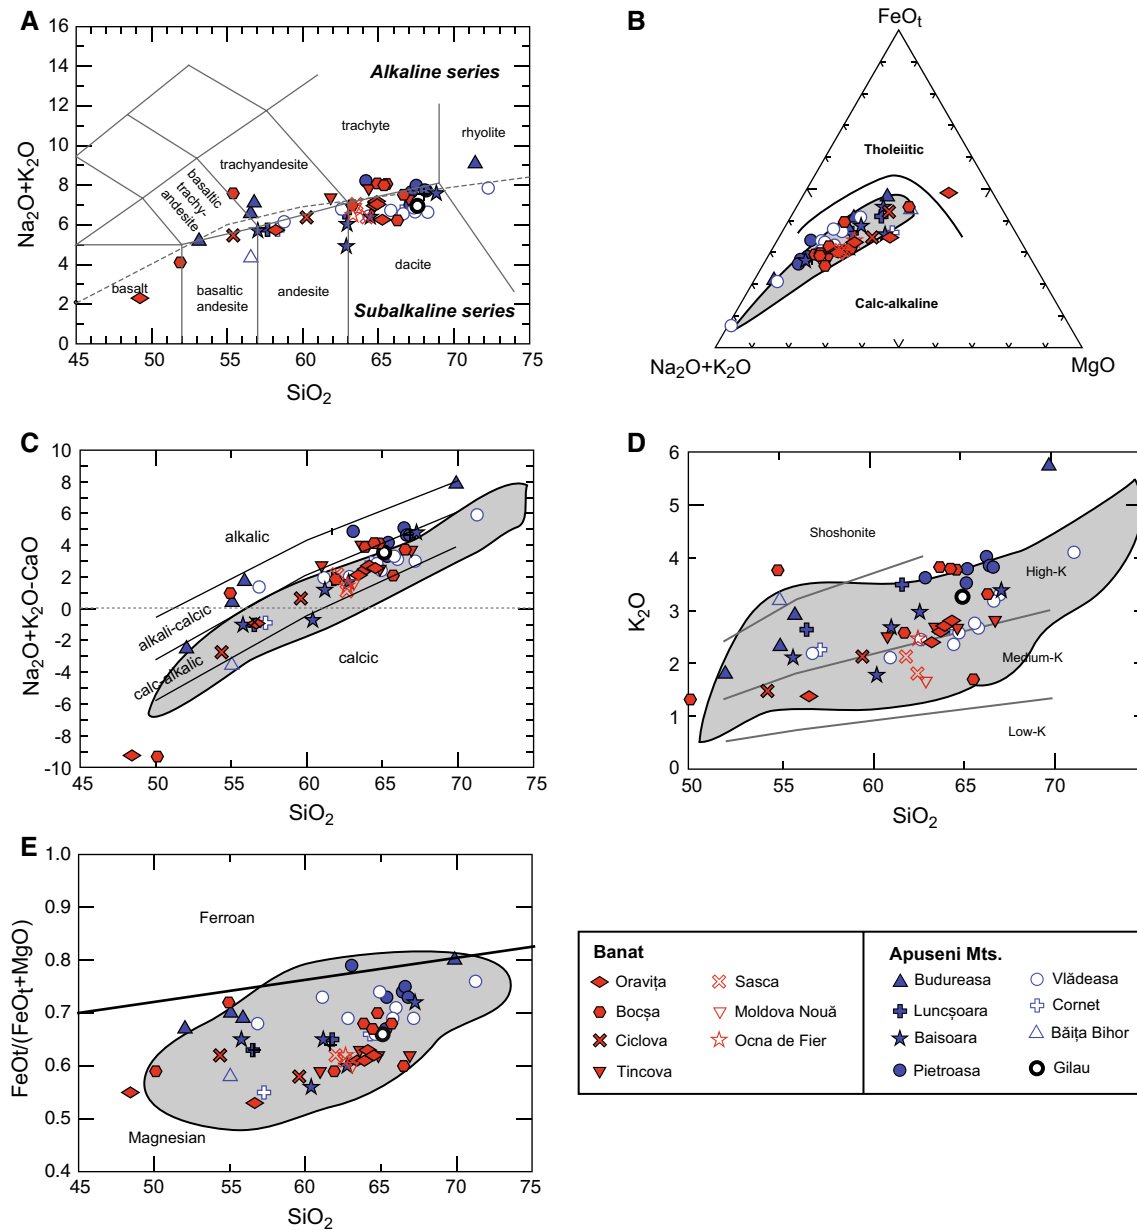 A
16
14
12
10
8
6
4
2
0
Na₂O+K₂O
Alkaline series
trachyte
rhyolite
trachyandesite
basaltic
trachy-
andesite
basalt
basaltic
andesite
andesite
dacite
Subalkaline series
45 50 55 60 65 70 75
SiO₂
B
FeOₜ
Tholeiitic
Calc-alkaline
Na₂O+K₂O
MgO
C
10
8
6
4
2
0
-2
-4
-6
-8
-10
Na₂O+K₂O-CaO
alkalic
alkali-calcic
calc-alkalic
calcic
45 50 55 60 65 70 75
SiO₂
D
6
5
4
3
2
1
0
K₂O
Shoshonite
High-K
Medium-K
Low-K
50 55 60 65 70 75
SiO₂
E
1.0
0.9
0.8
0.7
0.6
0.5
0.4
FeOt/(FeOₜ+MgO)
Ferroan
Magnesian
45 50 55 60 65 70 75
SiO₂
Banat
Oravița
Bocșa
Ciclova
Tincova
Sasca
Moldova Nouă
Ocna de Fier
Apuseni Mts.
Budureasa
Luncșoara
Baisoara
Pietroasa
Vlădeasa
Cornet
Băița Bihor
Gilau